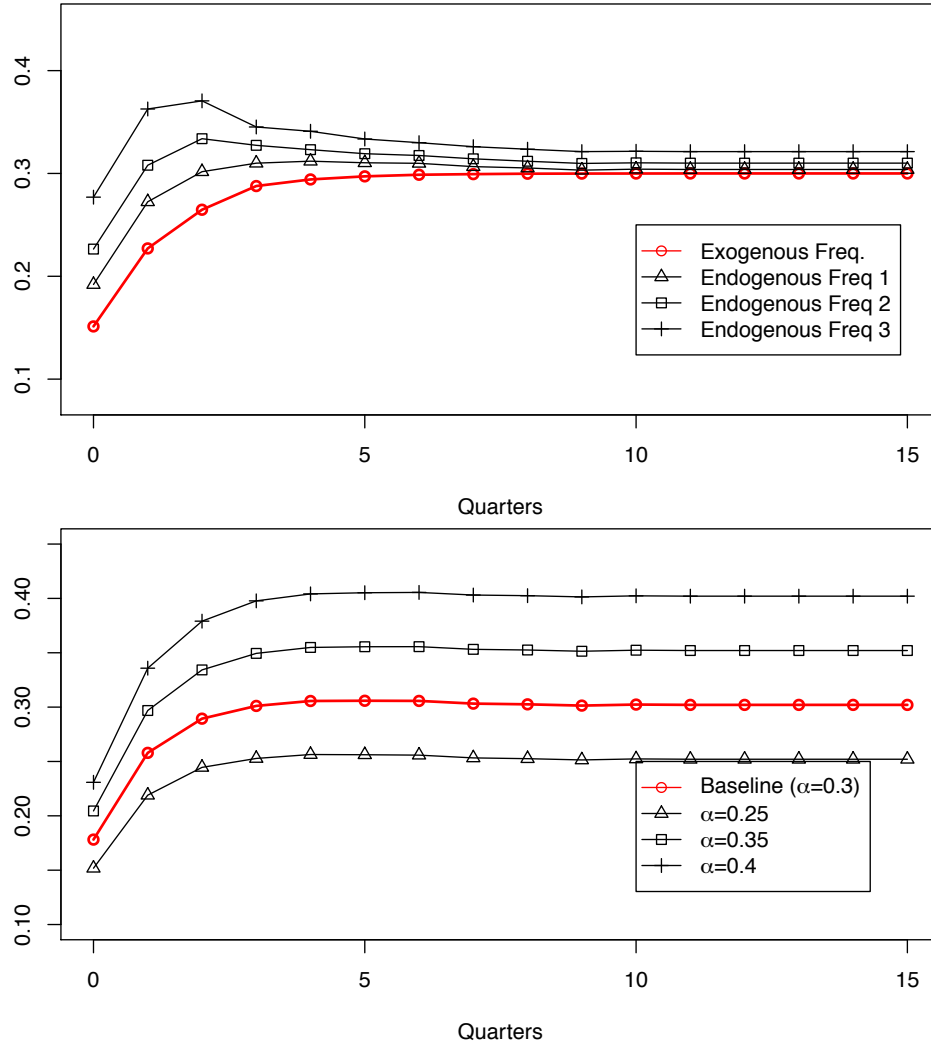 0.4
0.3
0.2
0.1
Exogenous Freq.
Endogenous Freq 1
Endogenous Freq 2
Endogenous Freq 3
0 5 10 15
Quarters
0.40
0.30
0.20
0.10
Baseline (α=0.3)
α=0.25
α=0.35
α=0.4
0 5 10 15
Quarters